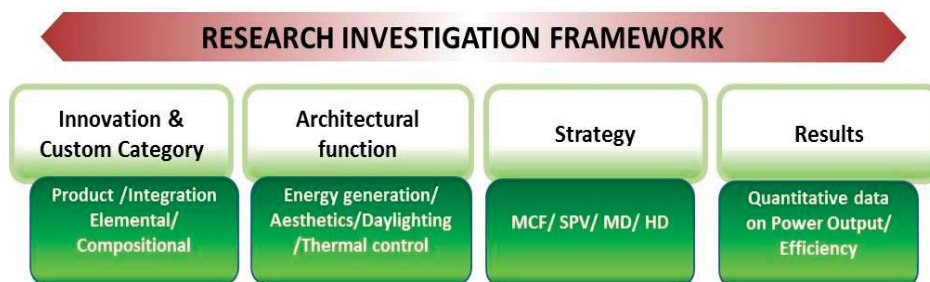 RESEARCH INVESTIGATION FRAMEWORK
Innovation &
Custom Category
Product /Integration
Elemental/
Compositional
Architectural
function
Energy generation/
Aesthetics/Daylighting
/Thermal control
Strategy
MCF/ SPV/ MD/ HD
Results
Quantitative data
on Power Output/
Efficiency